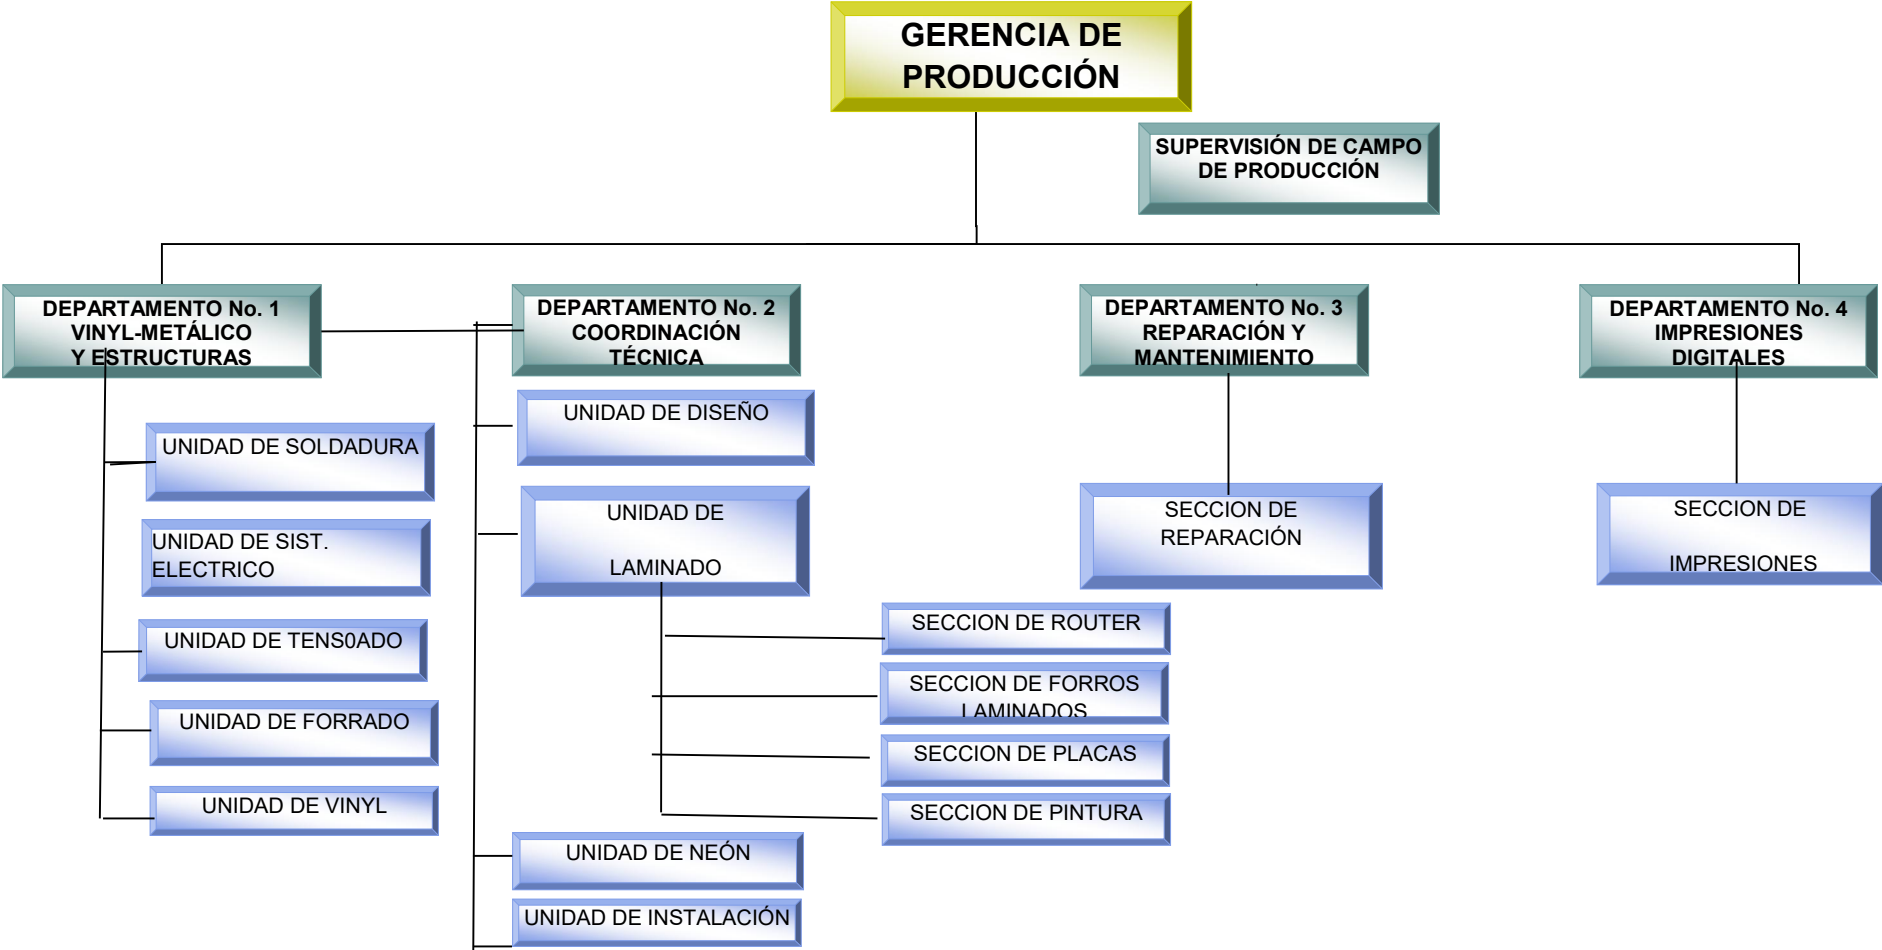 GERENCIA DE
PRODUCCIÓN
SUPERVISIÓN DE CAMPO
DE PRODUCCIÓN
DEPARTAMENTO No. 1
VINYL-METÁLICO
Y ESTRUCTURAS
DEPARTAMENTO No. 2
COORDINACIÓN
TÉCNICA
DEPARTAMENTO No. 3
REPARACIÓN Y
MANTENIMIENTO
DEPARTAMENTO No. 4
IMPRESIONES
DIGITALES
UNIDAD DE SOLDADURA
UNIDAD DE SIST.
ELECTRICO
UNIDAD DE TENS0ADO
UNIDAD DE FORRADO
UNIDAD DE VINYL
UNIDAD DE DISEÑO
UNIDAD DE
LAMINADO
SECCION DE ROUTER
SECCION DE FORROS
LAMINADOS
SECCION DE PLACAS
SECCION DE PINTURA
UNIDAD DE NEÓN
UNIDAD DE INSTALACIÓN
SECCION DE
REPARACIÓN
SECCION DE
IMPRESIONES